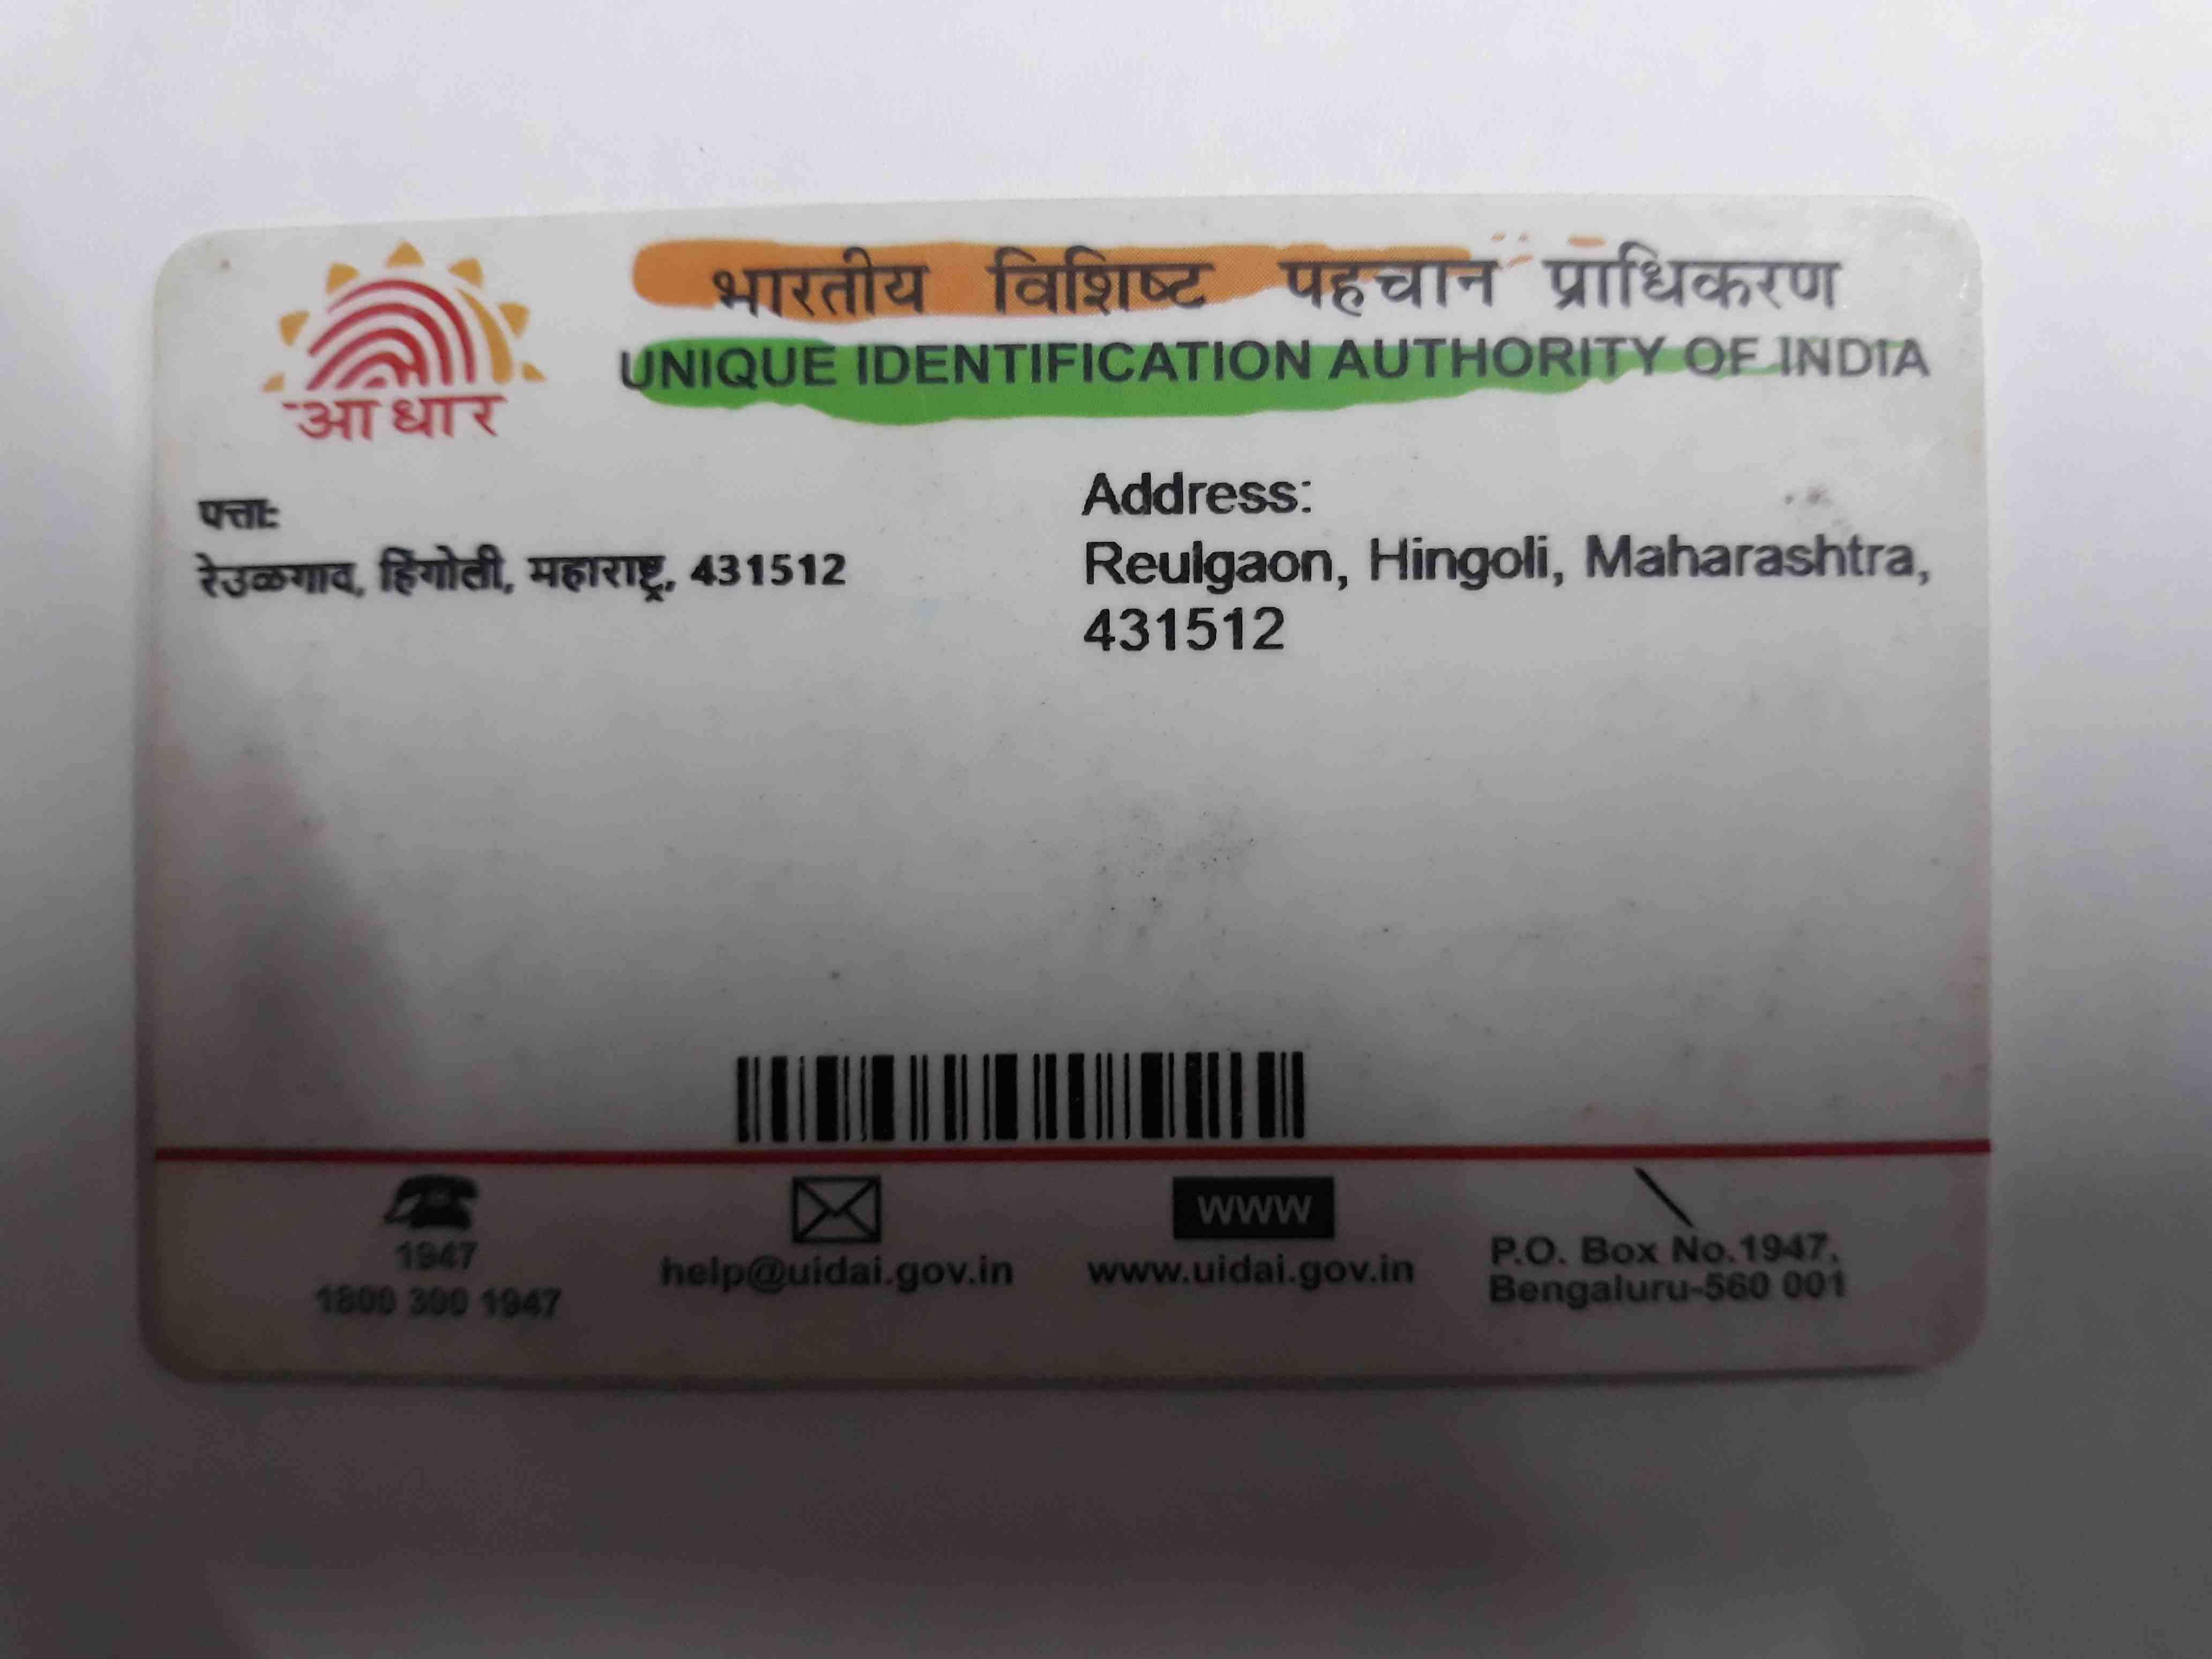 आधार
भारतीय विशिष्ट पहचान प्राधिकरण
UNIQUE IDENTIFICATION AUTHORITY OF INDIA
पत्ता:
रेउळगाव, हिंगोली, महाराष्ट्र, 431512
Address:
Reulgaon, Hingoli, Maharashtra,
431512
1947
1800 300 1947
help@uidai.gov.in
www
www.uidai.gov.in
P.O. Box No.1947,
Bengaluru-560 001